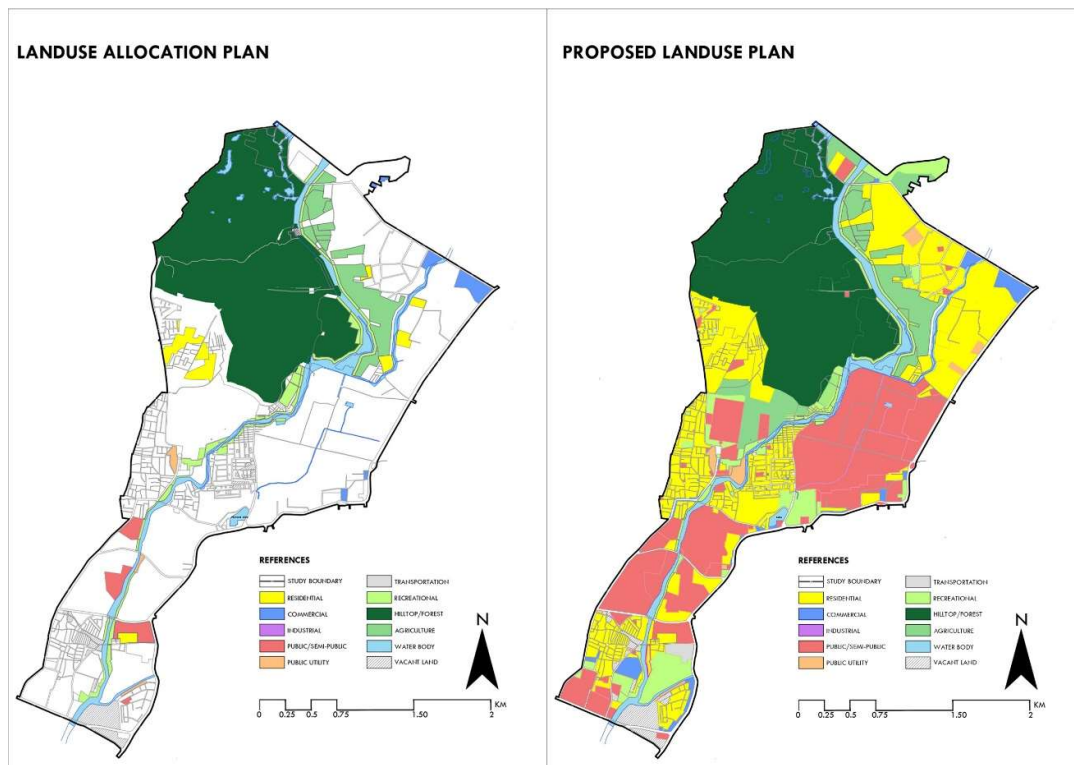 LANDUSE ALLOCATION PLAN
REFERENCES
STUDY BOUNDARY
RESIDENTIAL
COMMERCIAL
INDUSTRIAL
PUBLIC/SEMI-PUBLIC
PUBLIC UTILITY
TRANSPORTATION
RECREATIONAL
HILLTOP/FOREST
AGRICULTURE
WATER BODY
VACANT LAND
N
KM
0 0.25 0.5 0.75 1.50 2
PROPOSED LANDUSE PLAN
REFERENCES
STUDY BOUNDARY
RESIDENTIAL
COMMERCIAL
INDUSTRIAL
PUBLIC/SEMI-PUBLIC
PUBLIC UTILITY
TRANSPORTATION
RECREATIONAL
HILLTOP/FOREST
AGRICULTURE
WATER BODY
VACANT LAND
N
KM
0 0.25 0.5 0.75 1.50 2